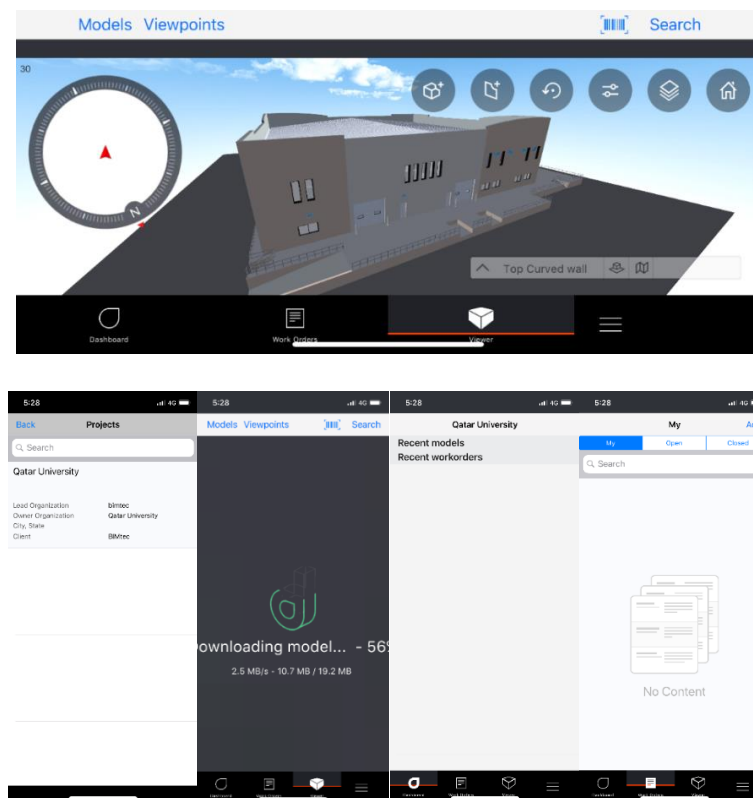 Models Viewpoints Search
30
N
Top Curved wall
Dashboard Work Orders Viewer
5:28 4G
Back Projects
Search
Qatar University
Lead Organization bimtec
Owner Organization Qatar University
City, State
Client BIMtec
5:28 4G
Models Viewpoints Search
ownloading model... - 56
2.5 MB/s - 10.7 MB / 19.2 MB
5:28 4G
Qatar University
Recent models
Recent workorders
5:28 4G
My
My Open Closed
Search
No Content